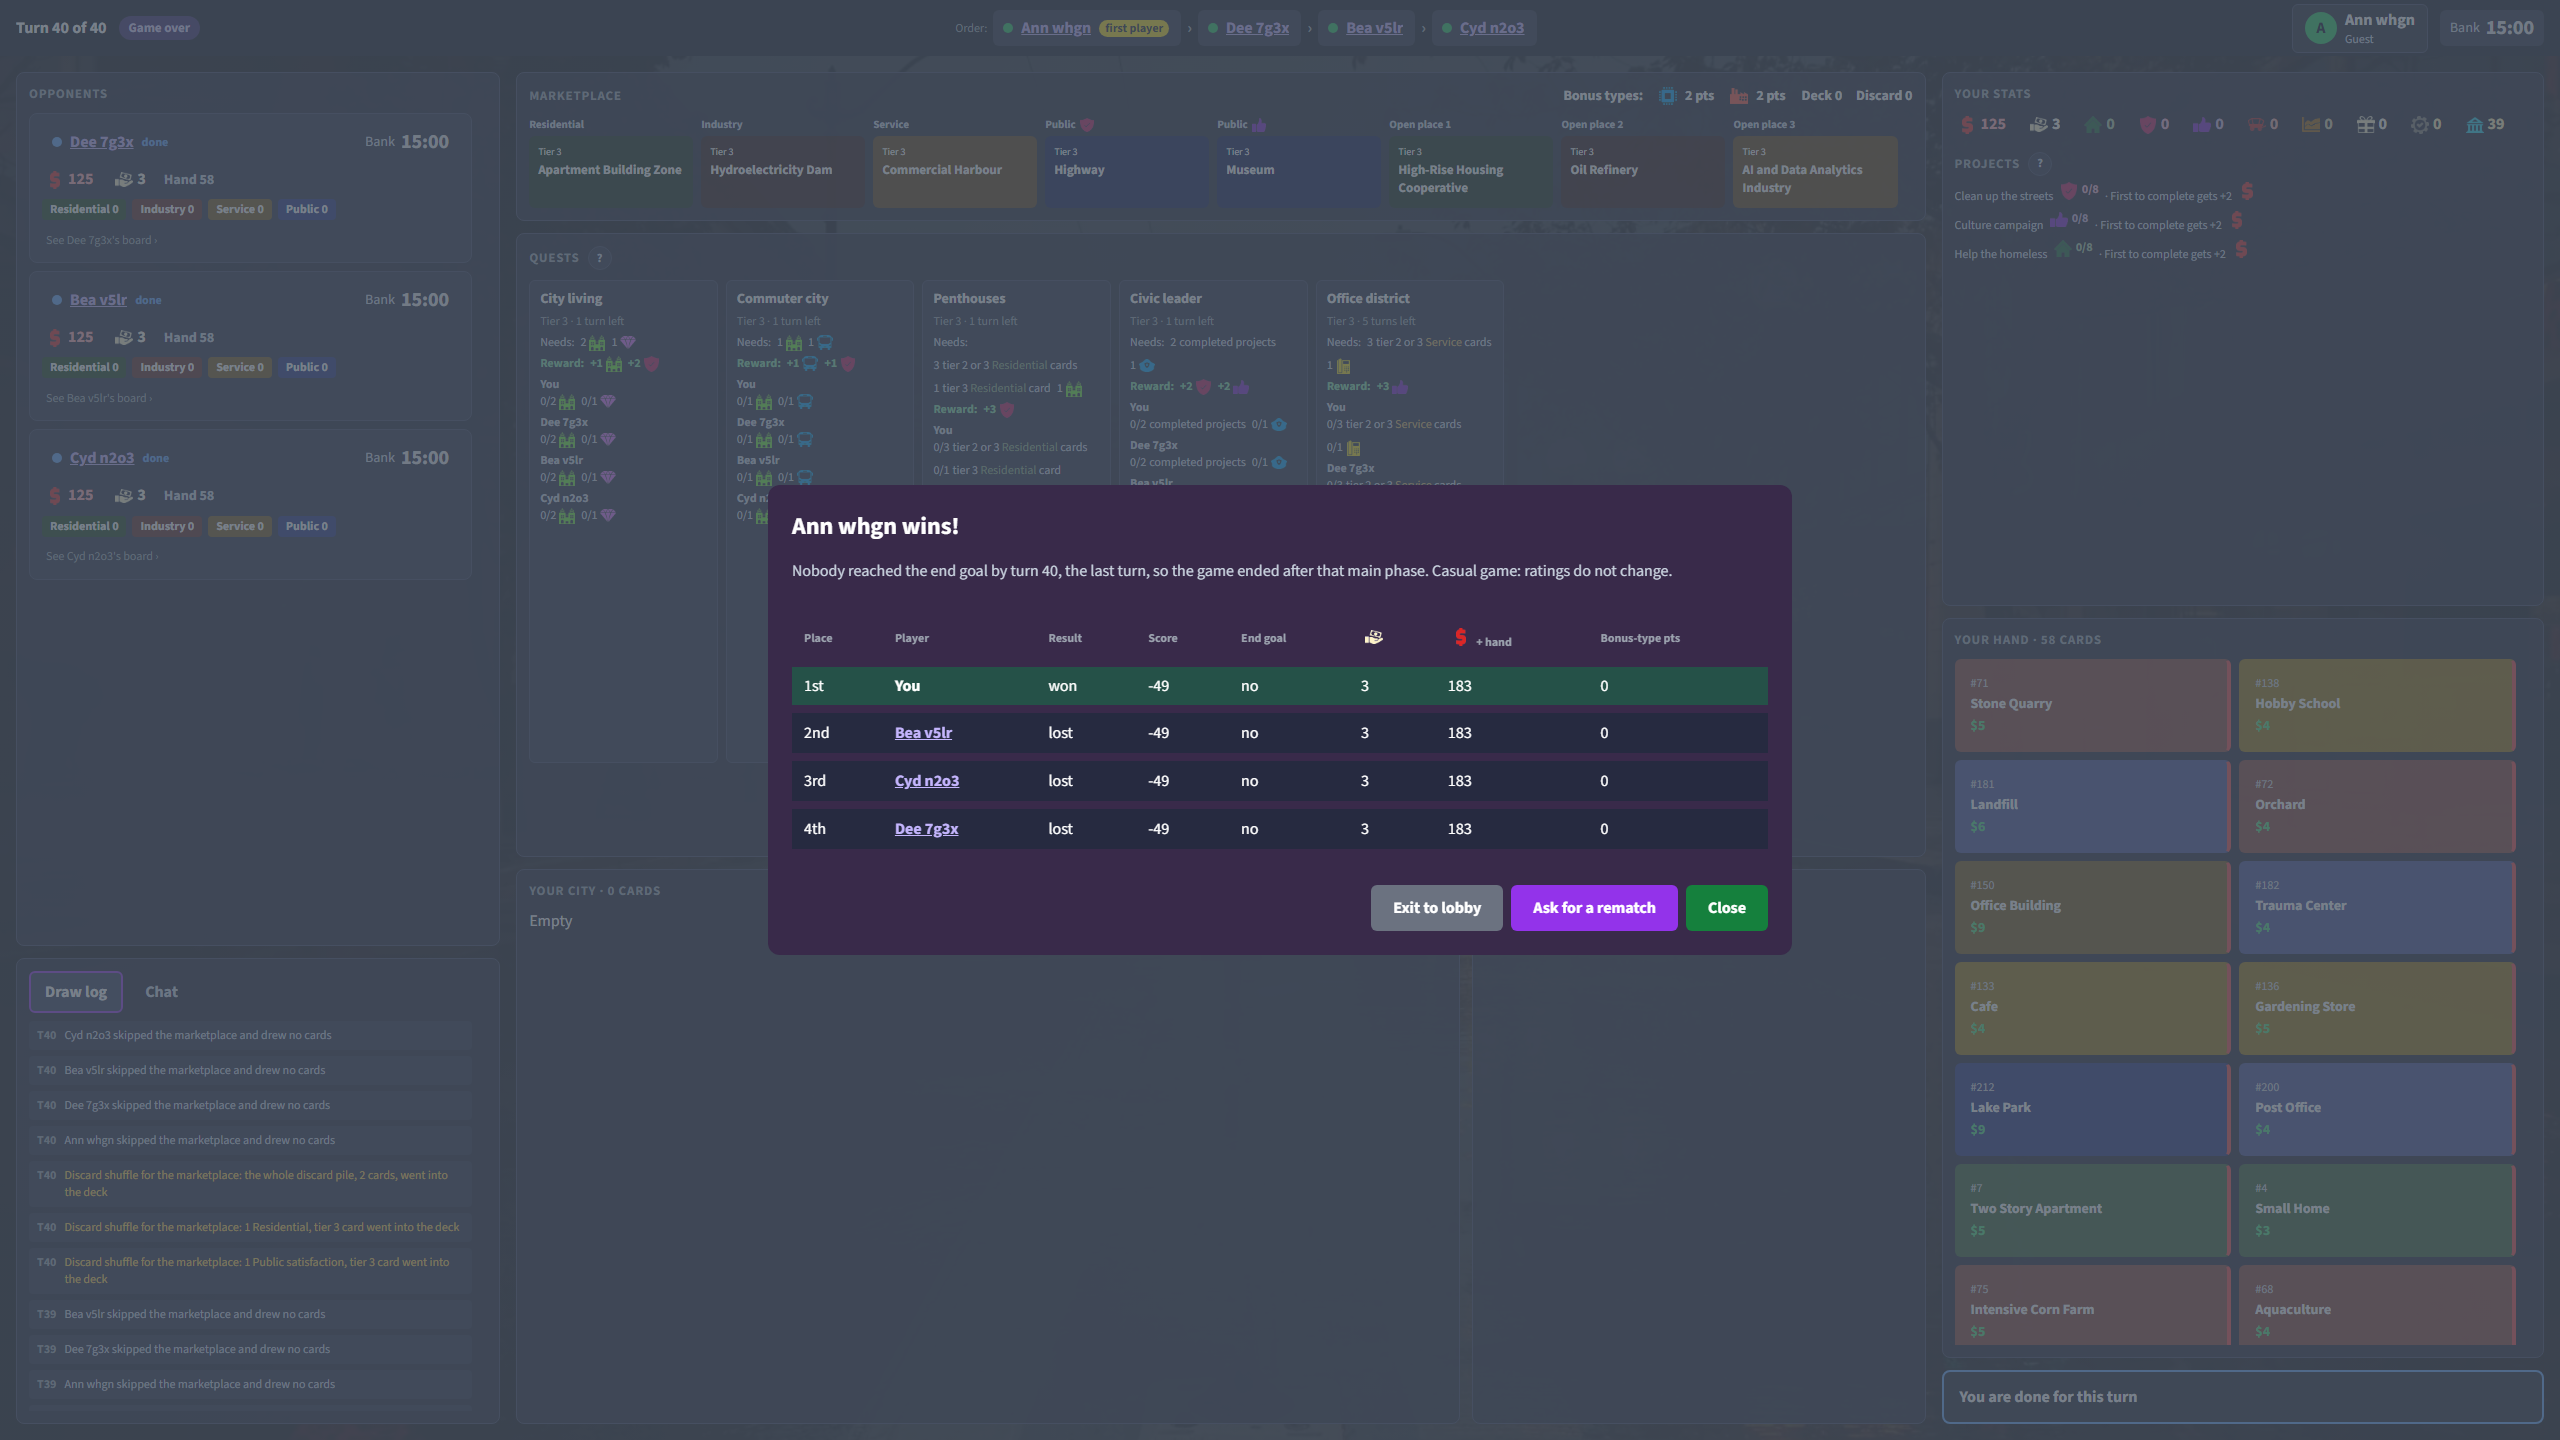 Turn 40 of 40 Game over
Order: Ann whgn first player › Dee 7g3x › Bea v5lr › Cyd n2o3
A Ann whgn
Guest
Bank 15:00
OPPONENTS
Dee 7g3x done Bank 15:00
125 3 Hand 58
Residential 0 Industry 0 Service 0 Public 0
See Dee 7g3x's board ›
Bea v5lr done Bank 15:00
125 3 Hand 58
Residential 0 Industry 0 Service 0 Public 0
See Bea v5lr's board ›
Cyd n2o3 done Bank 15:00
125 3 Hand 58
Residential 0 Industry 0 Service 0 Public 0
See Cyd n2o3's board ›
Draw log Chat
T40 Cyd n2o3 skipped the marketplace and drew no cards
T40 Bea v5lr skipped the marketplace and drew no cards
T40 Dee 7g3x skipped the marketplace and drew no cards
T40 Ann whgn skipped the marketplace and drew no cards
T40 Discard shuffle for the marketplace: the whole discard pile, 2 cards, went into
the deck
T40 Discard shuffle for the marketplace: 1 Residential, tier 3 card went into the deck
T40 Discard shuffle for the marketplace: 1 Public satisfaction, tier 3 card went into
the deck
T39 Bea v5lr skipped the marketplace and drew no cards
T39 Dee 7g3x skipped the marketplace and drew no cards
T39 Ann whgn skipped the marketplace and drew no cards
MARKETPLACE
Bonus types: 2 pts 2 pts Deck 0 Discard 0
Residential Industry Service Public Public Open place 1 Open place 2 Open place 3
Tier 3 Tier 3 Tier 3 Tier 3 Tier 3 Tier 3 Tier 3 Tier 3
Apartment Building Zone Hydroelectricity Dam Commercial Harbour Highway Museum High-Rise Housing Oil Refinery AI and Data Analytics
Cooperative Industry
QUESTS ?
City living
Tier 3 · 1 turn left
Needs: 2 1
Reward: +1 +2
You
0/2 0/1
Dee 7g3x
0/2 0/1
Bea v5lr
0/2 0/1
Cyd n2o3
0/2 0/1
Commuter city
Tier 3 · 1 turn left
Needs: 1 1
Reward: +1 +1
You
0/1 0/1
Dee 7g3x
0/1 0/1
Bea v5lr
0/1 0/1
Cyd n2
0/1
Penthouses
Tier 3 · 1 turn left
Needs:
3 tier 2 or 3 Residential cards
1 tier 3 Residential card 1
Reward: +3
You
0/3 tier 2 or 3 Residential cards
0/1 tier 3 Residential card
Civic leader
Tier 3 · 1 turn left
Needs: 2 completed projects
1
Reward: +2 +2
You
0/2 completed projects 0/1
Dee 7g3x
0/2 completed projects 0/1
Bea v5lr
Office district
Tier 3 · 5 turns left
Needs: 3 tier 2 or 3 Service cards
1
Reward: +3
You
0/3 tier 2 or 3 Service cards
0/1
Dee 7g3x
0/3 tier 2 or 3 Service cards
Ann whgn wins!
Nobody reached the end goal by turn 40, the last turn, so the game ended after that main phase. Casual game: ratings do not change.
Place Player Result Score End goal + hand Bonus-type pts
1st You won -49 no 3 183 0
2nd Bea v5lr lost -49 no 3 183 0
3rd Cyd n2o3 lost -49 no 3 183 0
4th Dee 7g3x lost -49 no 3 183 0
Exit to lobby Ask for a rematch Close
YOUR CITY · 0 CARDS
Empty
YOUR STATS
125 3 0 0 0 0 0 0 0 39
PROJECTS ?
Clean up the streets 0/8 · First to complete gets +2
Culture campaign 0/8 · First to complete gets +2
Help the homeless 0/8 · First to complete gets +2
YOUR HAND · 58 CARDS
#71 #138
Stone Quarry Hobby School
$5 $4
#181 #72
Landfill Orchard
$6 $4
#150 #182
Office Building Trauma Center
$9 $4
#133 #136
Cafe Gardening Store
$4 $5
#212 #200
Lake Park Post Office
$9 $4
#7 #4
Two Story Apartment Small Home
$5 $3
#75 #68
Intensive Corn Farm Aquaculture
$5 $4
You are done for this turn